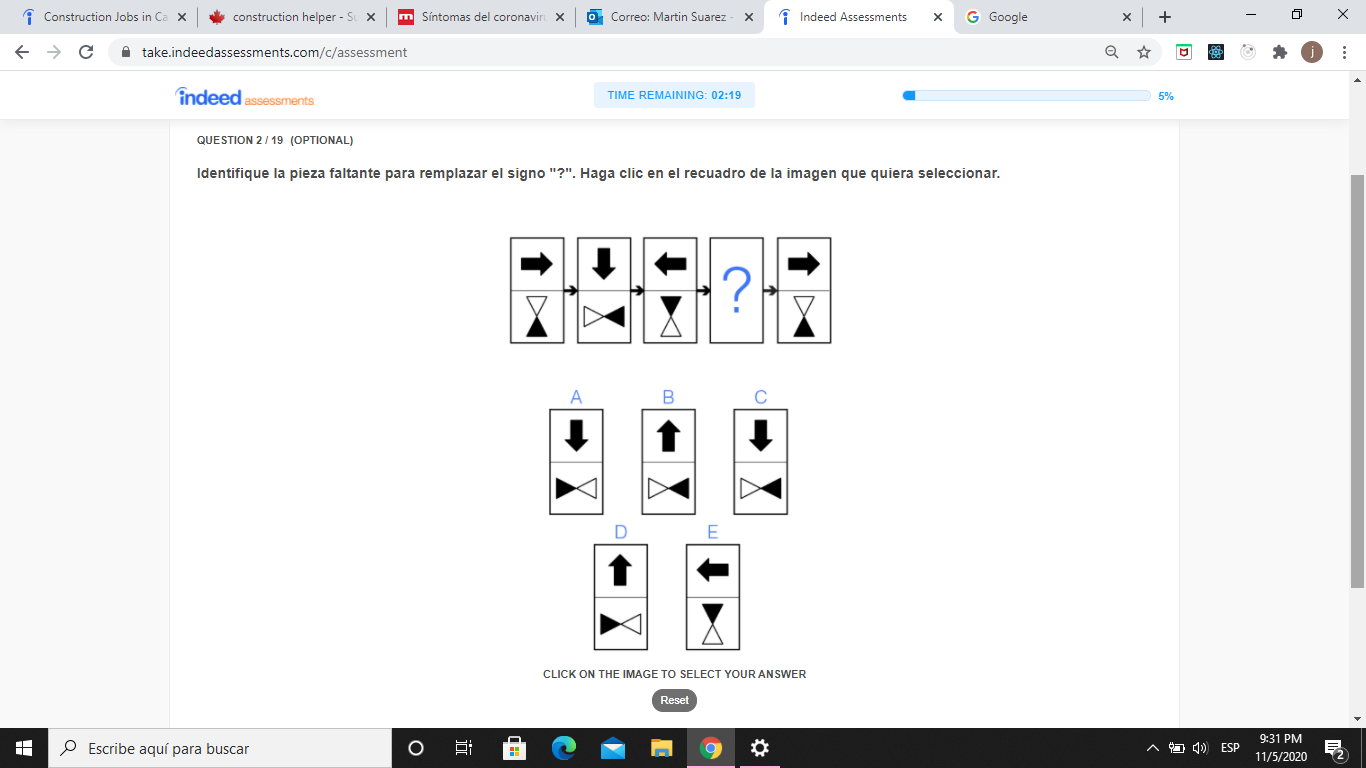 Construction Jobs in Ca
construction helper - Su
Síntomas del coronaviru
Correo: Martin Suarez -
Indeed Assessments
Google
take.indeedassessments.com/c/assessment
j
indeed assessments
TIME REMAINING: 02:19
5%
QUESTION 2 / 19 (OPTIONAL)
Identifique la pieza faltante para remplazar el signo "?". Haga clic en el recuadro de la imagen que quiera seleccionar.
?
A B C
D E
CLICK ON THE IMAGE TO SELECT YOUR ANSWER
Reset
Escribe aquí para buscar
ESP
9:31 PM
11/5/2020
2